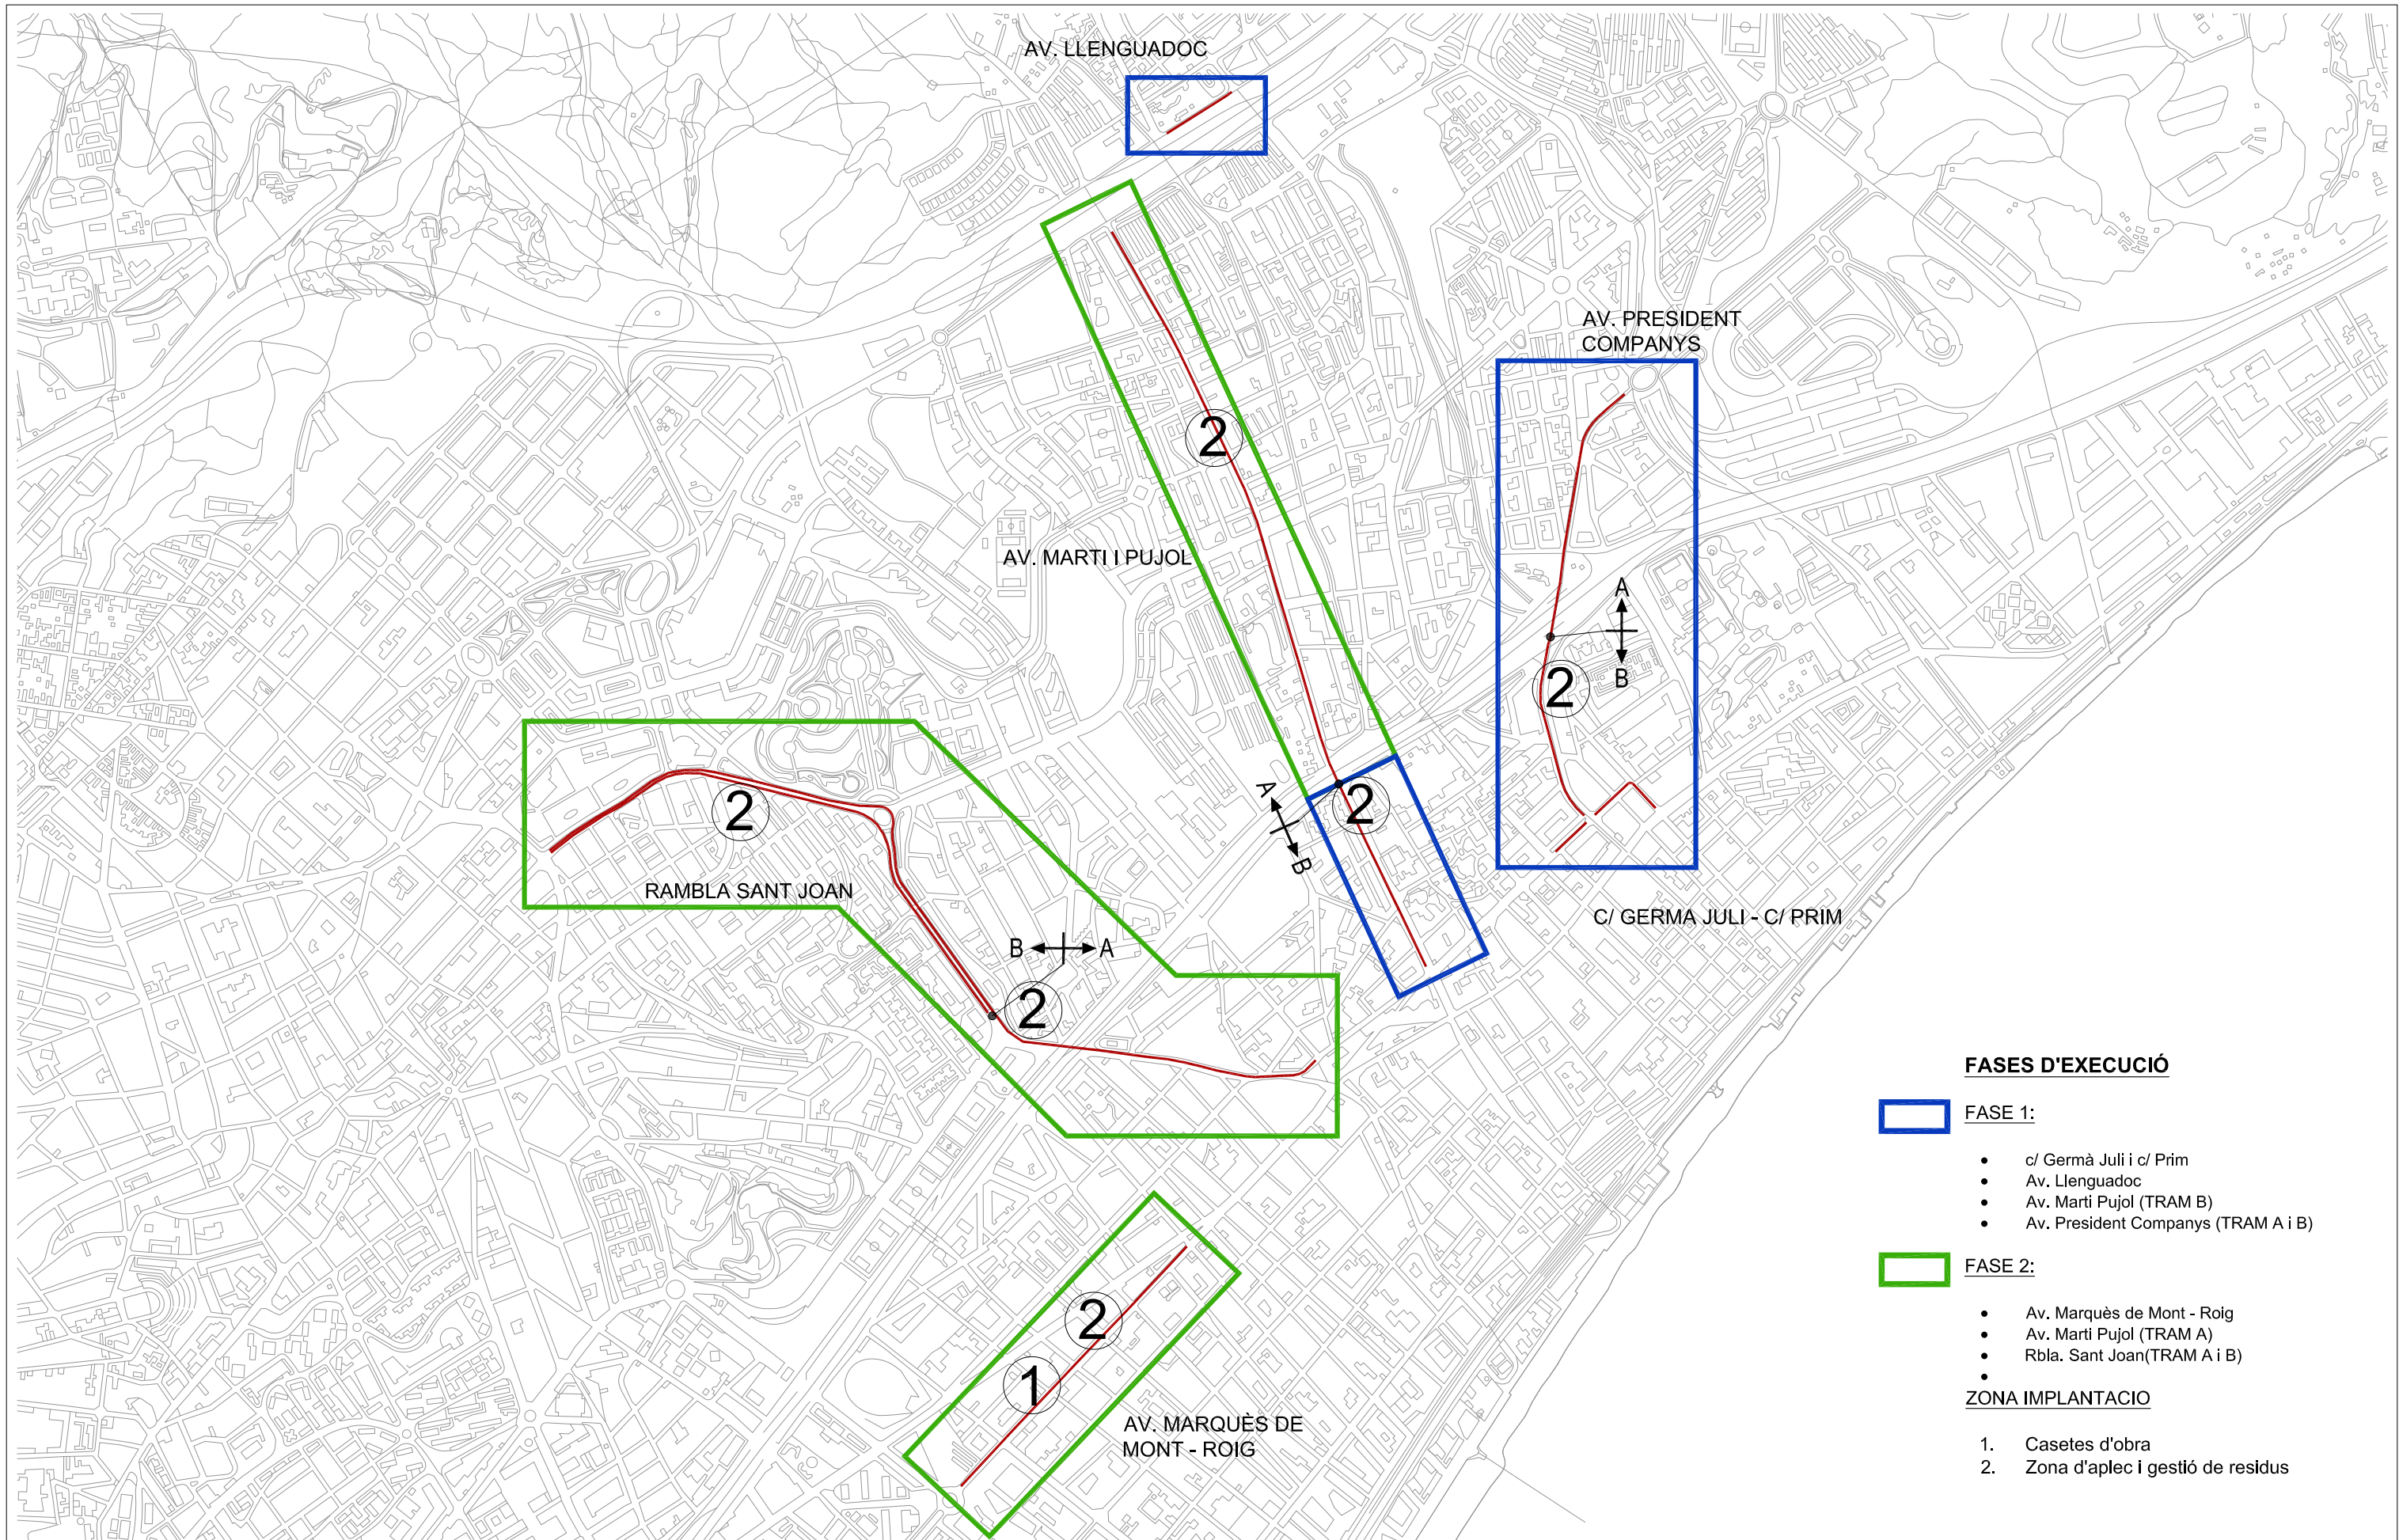 AV. LLENGUADOC
AV. PRESIDENT
COMPANYS
2
AV. MARTI I PUJOL
A
B
2
A
B
2
2
RAMBLA SANT JOAN
B A
2
C/ GERMA JULI - C/ PRIM
2
1
AV. MARQUÈS DE
MONT - ROIG
FASES D'EXECUCIÓ
FASE 1:
• c/ Germà Juli i c/ Prim
• Av. Llenguadoc
• Av. Marti Pujol (TRAM B)
• Av. President Companys (TRAM A i B)
FASE 2:
• Av. Marquès de Mont - Roig
• Av. Marti Pujol (TRAM A)
• Rbla. Sant Joan(TRAM A i B)
•
ZONA IMPLANTACIO
1. Casetes d'obra
2. Zona d'aplec i gestió de residus